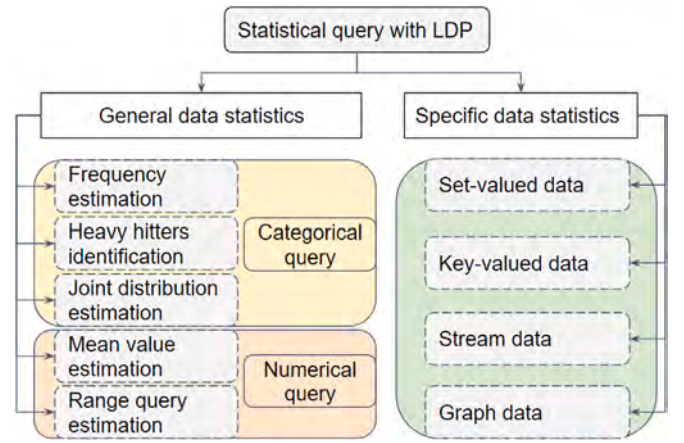 Statistical query with LDP
General data statistics
Specific data statistics
Frequency
estimation
Heavy hitters
identification
Joint distribution
estimation
Categorical
query
Mean value
estimation
Range query
estimation
Numerical
query
Set-valued data
Key-valued data
Stream data
Graph data